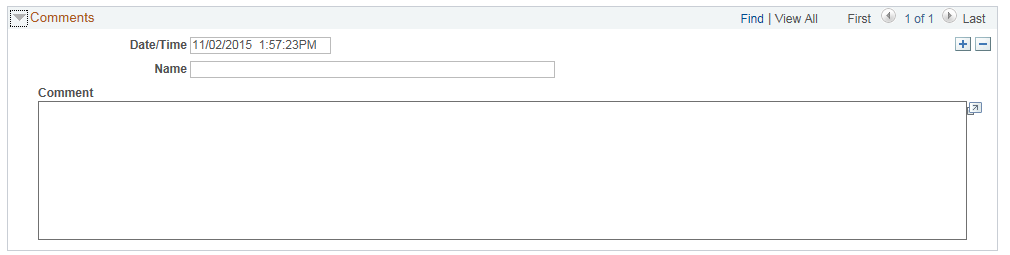 Comments Find | View All First 1 of 1 Last
Date/Time 11/02/2015 1:57:23PM
Name
Comment